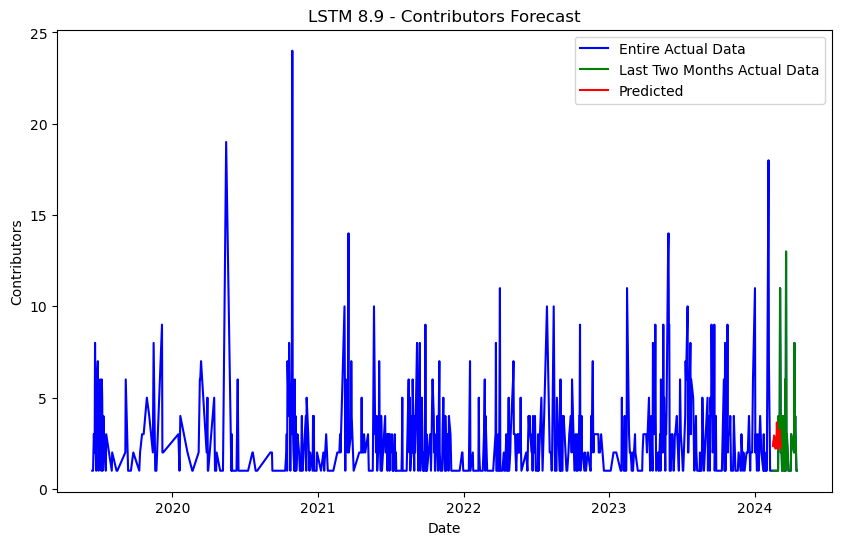 LSTM 8.9 - Contributors Forecast
Entire Actual Data
Last Two Months Actual Data
Predicted
Contributors
25
20
15
10
5
0
2020 2021 2022 2023 2024
Date